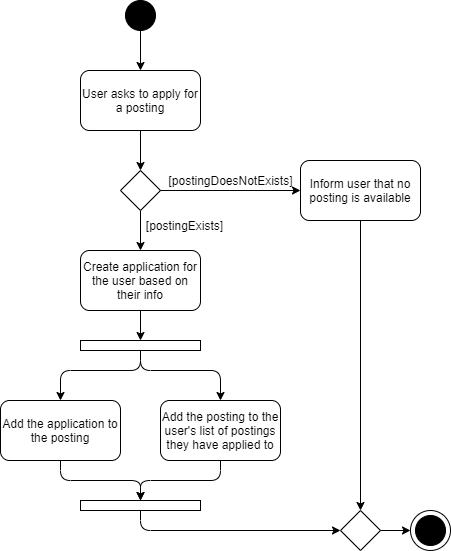 User asks to apply for
a posting
[postingDoesNotExists]
Inform user that no
posting is available
[postingExists]
Create application for
the user based on
their info
Add the application to
the posting
Add the posting to the
user's list of postings
they have applied to